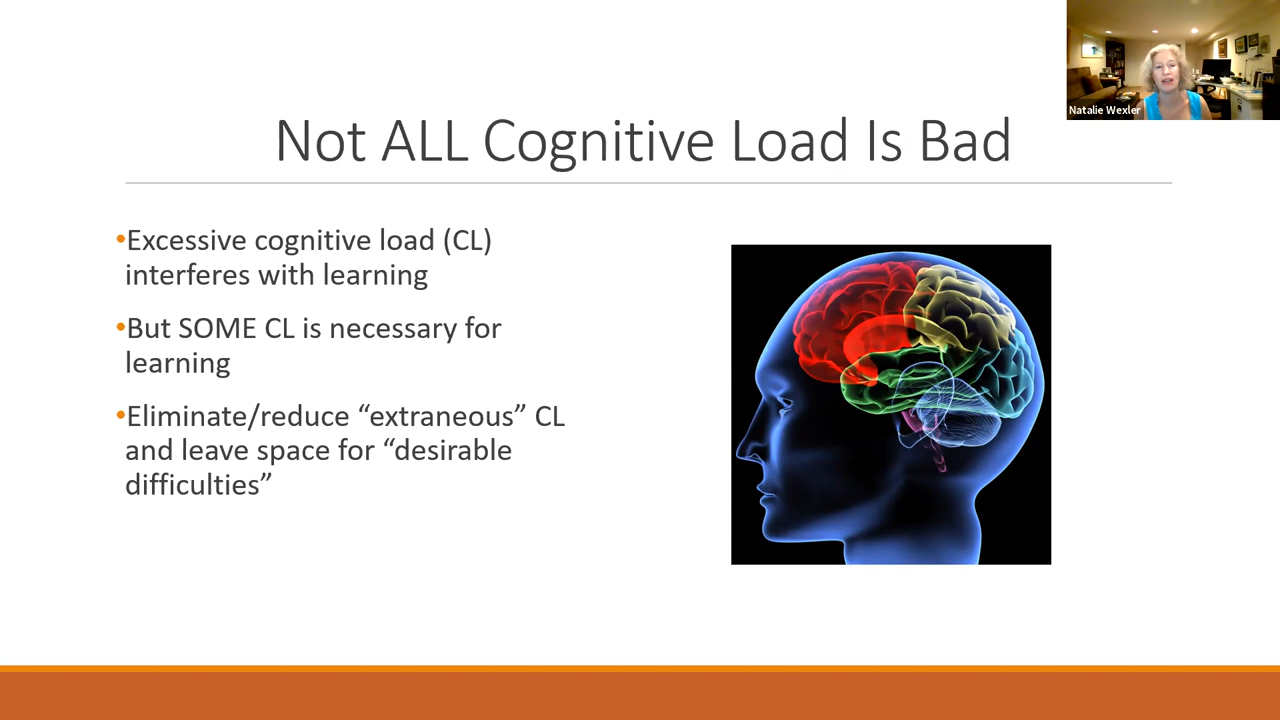 Natalie Wexler
Not ALL Cognitive Load Is Bad
•Excessive cognitive load (CL)
interferes with learning
•But SOME CL is necessary for
learning
•Eliminate/reduce “extraneous” CL
and leave space for “desirable
difficulties”